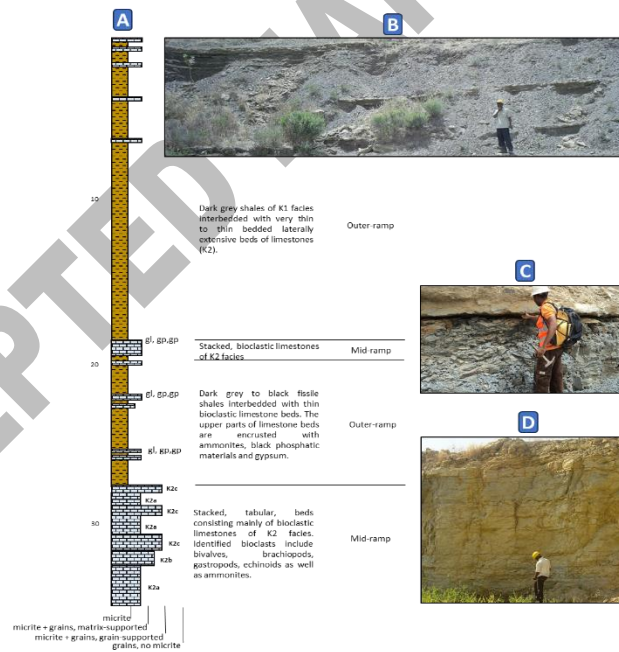 A
B
10
Dark grey shales of K1 facies
interbedded with very thin
to thin bedded laterally
extensive beds of limestones
(K2).
Outer-ramp
C
gl, gp,gp
Stacked, bioclastic limestones
of K2 facies
Mid-ramp
20
gl, gp,gp
Dark grey to black fissile
shales interbedded with thin
bioclastic limestone beds. The
upper parts of limestone beds
are encrusted with
ammonites, black phosphatic
materials and gypsum.
Outer-ramp
gl, gp,gp
D
K2c
K2a
K2c
30
K2a
K2c
K2b
K2a
Stacked, tabular, beds
consisting mainly of bioclastic
limestones of K2 facies.
Identified bioclasts include
bivalves, brachiopods,
gastropods, echinoids as well
as ammonites.
Mid-ramp
micrite
micrite + grains, matrix-supported
micrite + grains, grain-supported
grains, no micrite